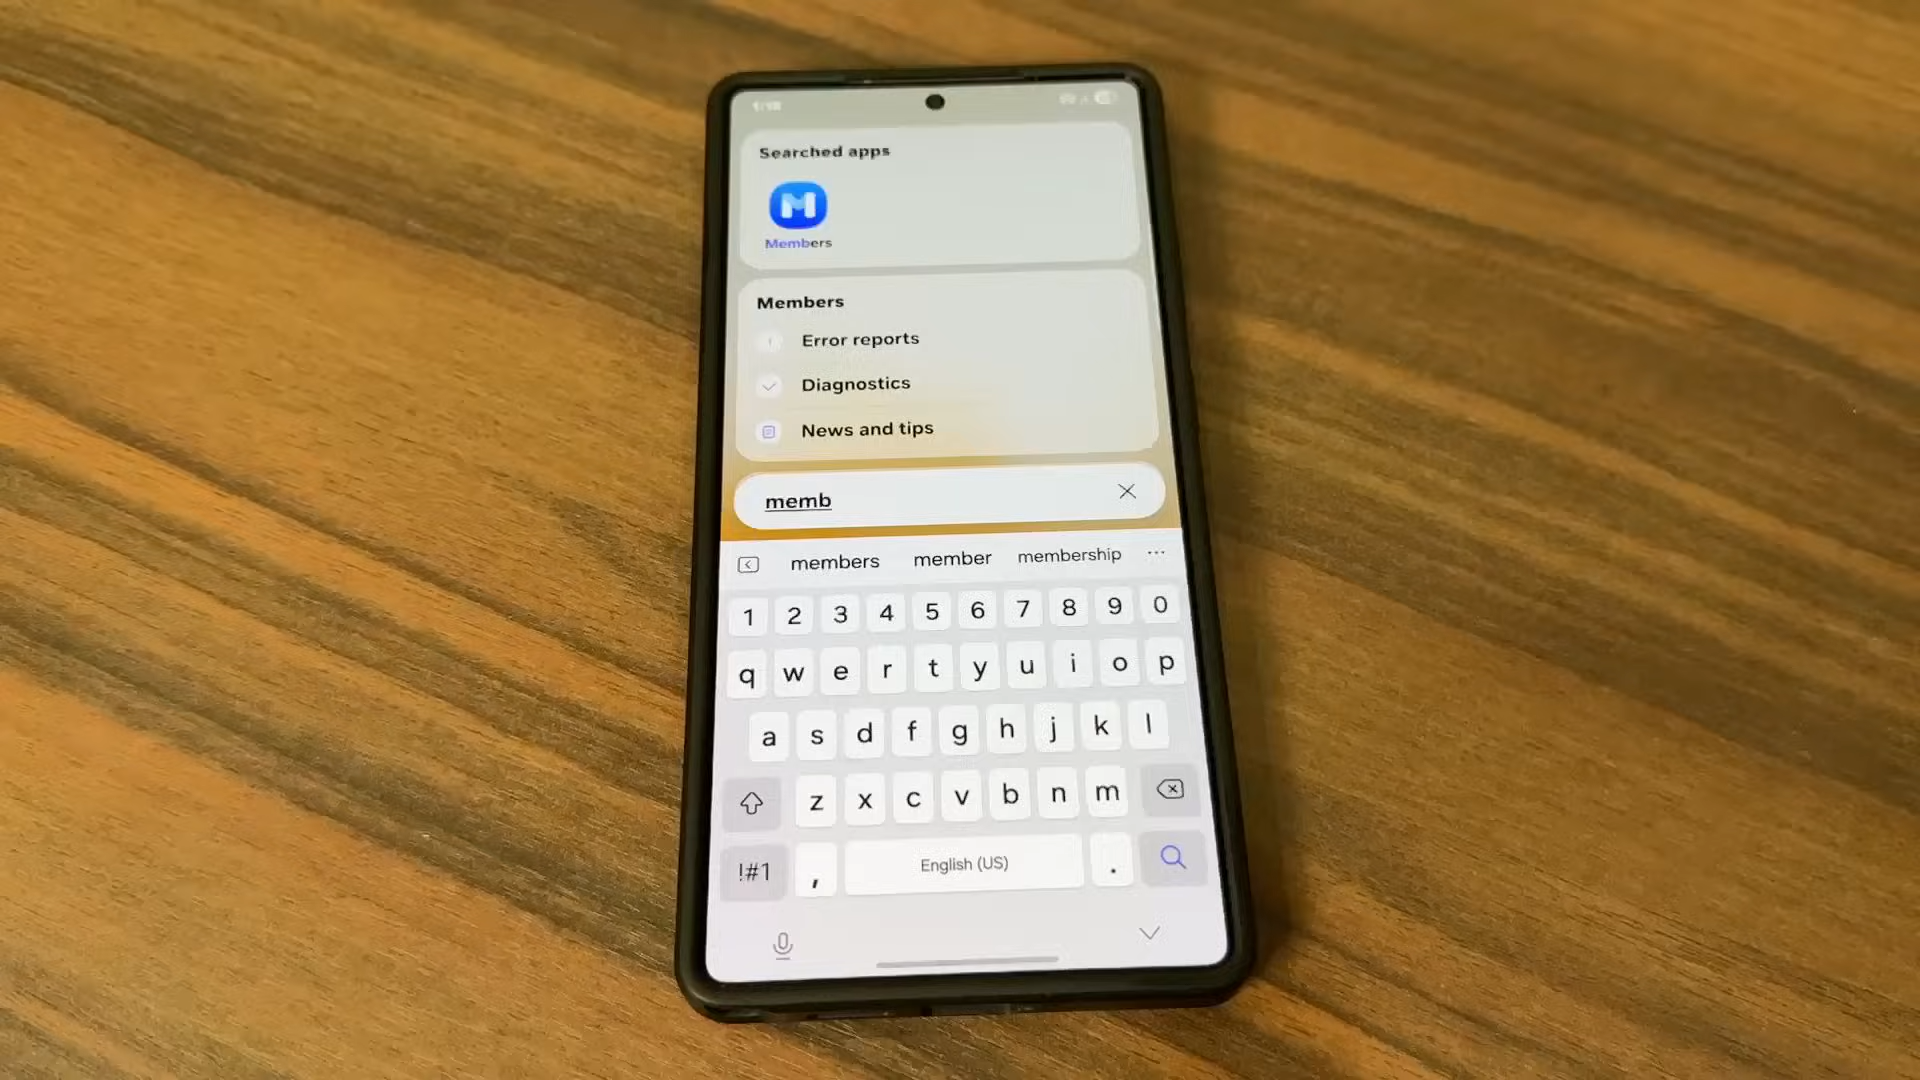 Searched apps
M
Members
Members
Error reports
Diagnostics
News and tips
memb
members member membership
1 2 3 4 5 6 7 8 9 0
q w e r t y u i o p
a s d f g h j k l
z x c v b n m
!#1 , English (US) .